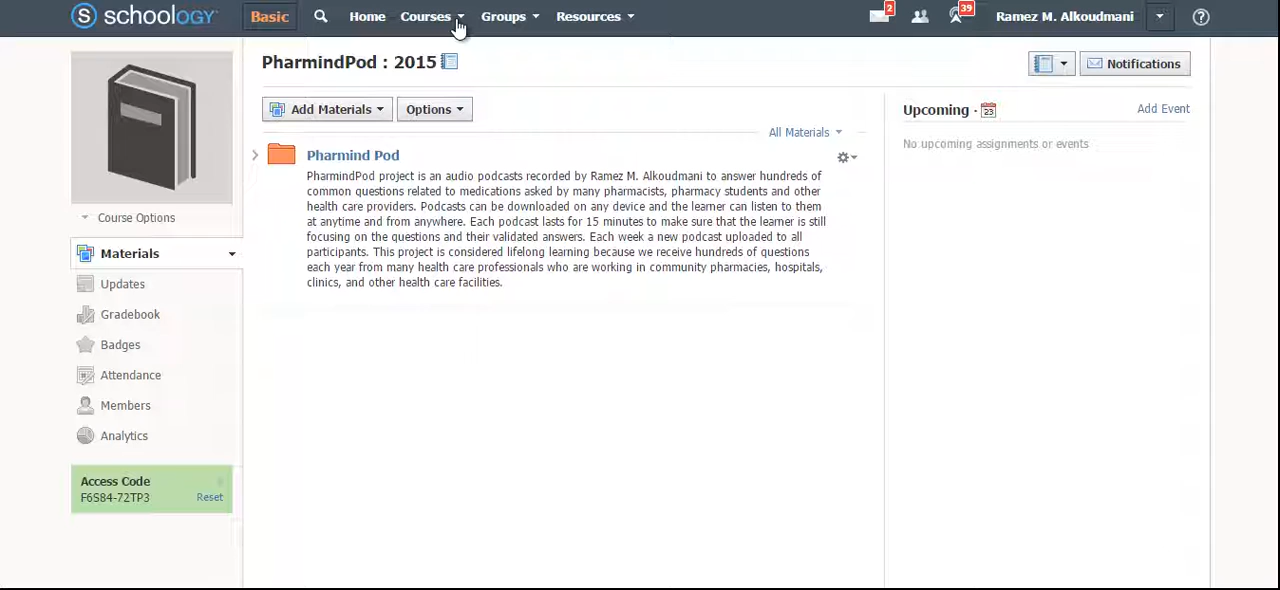 S schoology Basic Home Courses Groups Resources 2 39 Ramez M. Alkoudmani ?
PharmindPod : 2015
Notifications
Add Materials Options
Upcoming · 23 Add Event
All Materials
No upcoming assignments or events
Pharmind Pod
PharmindPod project is an audio podcasts recorded by Ramez M. Alkoudmani to answer hundreds of
common questions related to medications asked by many pharmacists, pharmacy students and other
health care providers. Podcasts can be downloaded on any device and the learner can listen to them
at anytime and from anywhere. Each podcast lasts for 15 minutes to make sure that the learner is still
focusing on the questions and their validated answers. Each week a new podcast uploaded to all
participants. This project is considered lifelong learning because we receive hundreds of questions
each year from many health care professionals who are working in community pharmacies, hospitals,
clinics, and other health care facilities.
Course Options
Materials
Updates
Gradebook
Badges
Attendance
Members
Analytics
Access Code
F6S84-72TP3 Reset